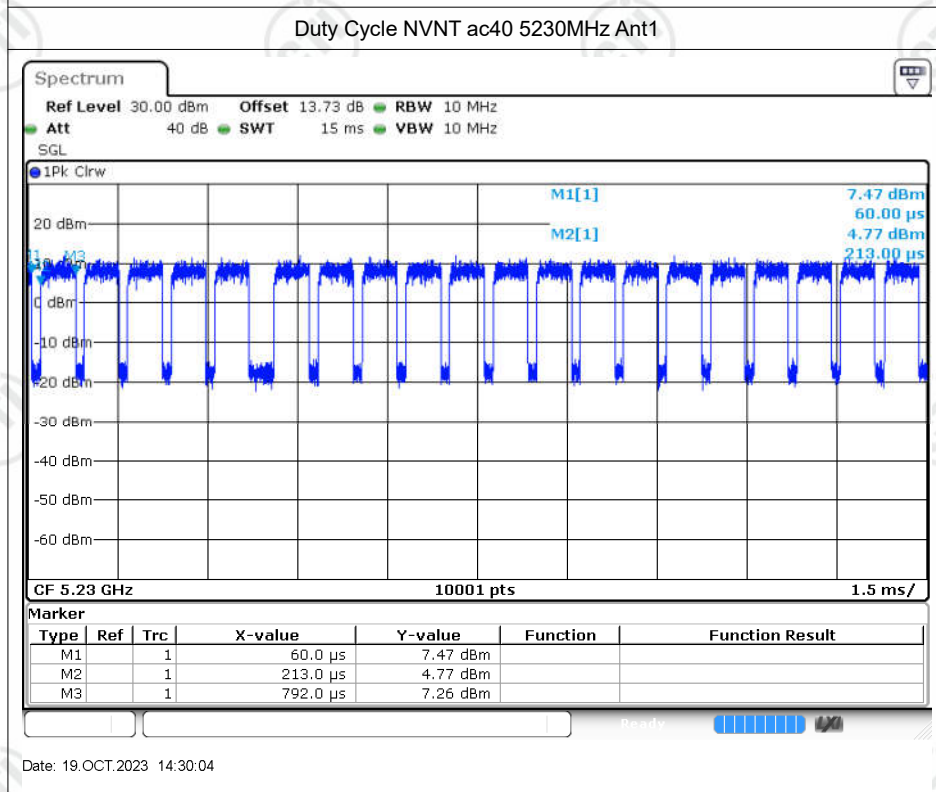 Duty Cycle NVNT ac40 5230MHz Ant1
Spectrum
Ref Level 30.00 dBm Offset 13.73 dB RBW 10 MHz
Att 40 dB SWT 15 ms VBW 10 MHz
SGL
1Pk Clrw
M1[1] 7.47 dBm
60.00 µs
20 dBm
M2[1] 4.77 dBm
213.00 µs
M3
0 dBm
-10 dBm
-20 dBm
-30 dBm
-40 dBm
-50 dBm
-60 dBm
CF 5.23 GHz 10001 pts 1.5 ms/
Marker
Type Ref Trc X-value Y-value Function Function Result
M1 1 60.0 µs 7.47 dBm
M2 1 213.0 µs 4.77 dBm
M3 1 792.0 µs 7.26 dBm
Ready
LXI
Date: 19.OCT.2023 14:30:04